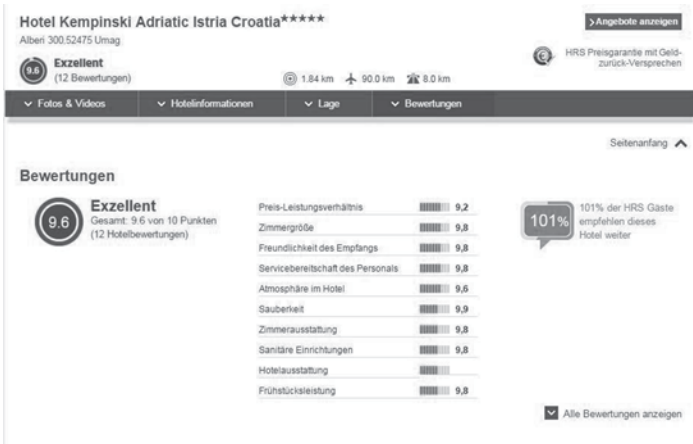 Hotel Kempinski Adriatic Istria Croatia*****
Alberi 300,52475 Umag
>Angebote anzeigen
9.6
Exzellent
(12 Bewertungen)
1.84 km 90.0 km 8.0 km
HRS Preisgarantie mit Geld-
zurück-Versprechen
Fotos & Videos Hotelinformationen Lage Bewertungen
Seitenanfang
Bewertungen
9.6
Exzellent
Gesamt: 9.6 von 10 Punkten
(12 Hotelbewertungen)
Preis-Leistungsverhältnis 9,2
Zimmergröße 9,8
Freundlichkeit des Empfangs 9,8
Servicebereitschaft des Personals 9,8
Atmosphäre im Hotel 9,6
Sauberkeit 9,9
Zimmerausstattung 9,8
Sanitäre Einrichtungen 9,8
Hotelausstattung
Frühstücksleistung 9,8
101%
101% der HRS Gäste
empfehlen dieses
Hotel weiter
Alle Bewertungen anzeigen